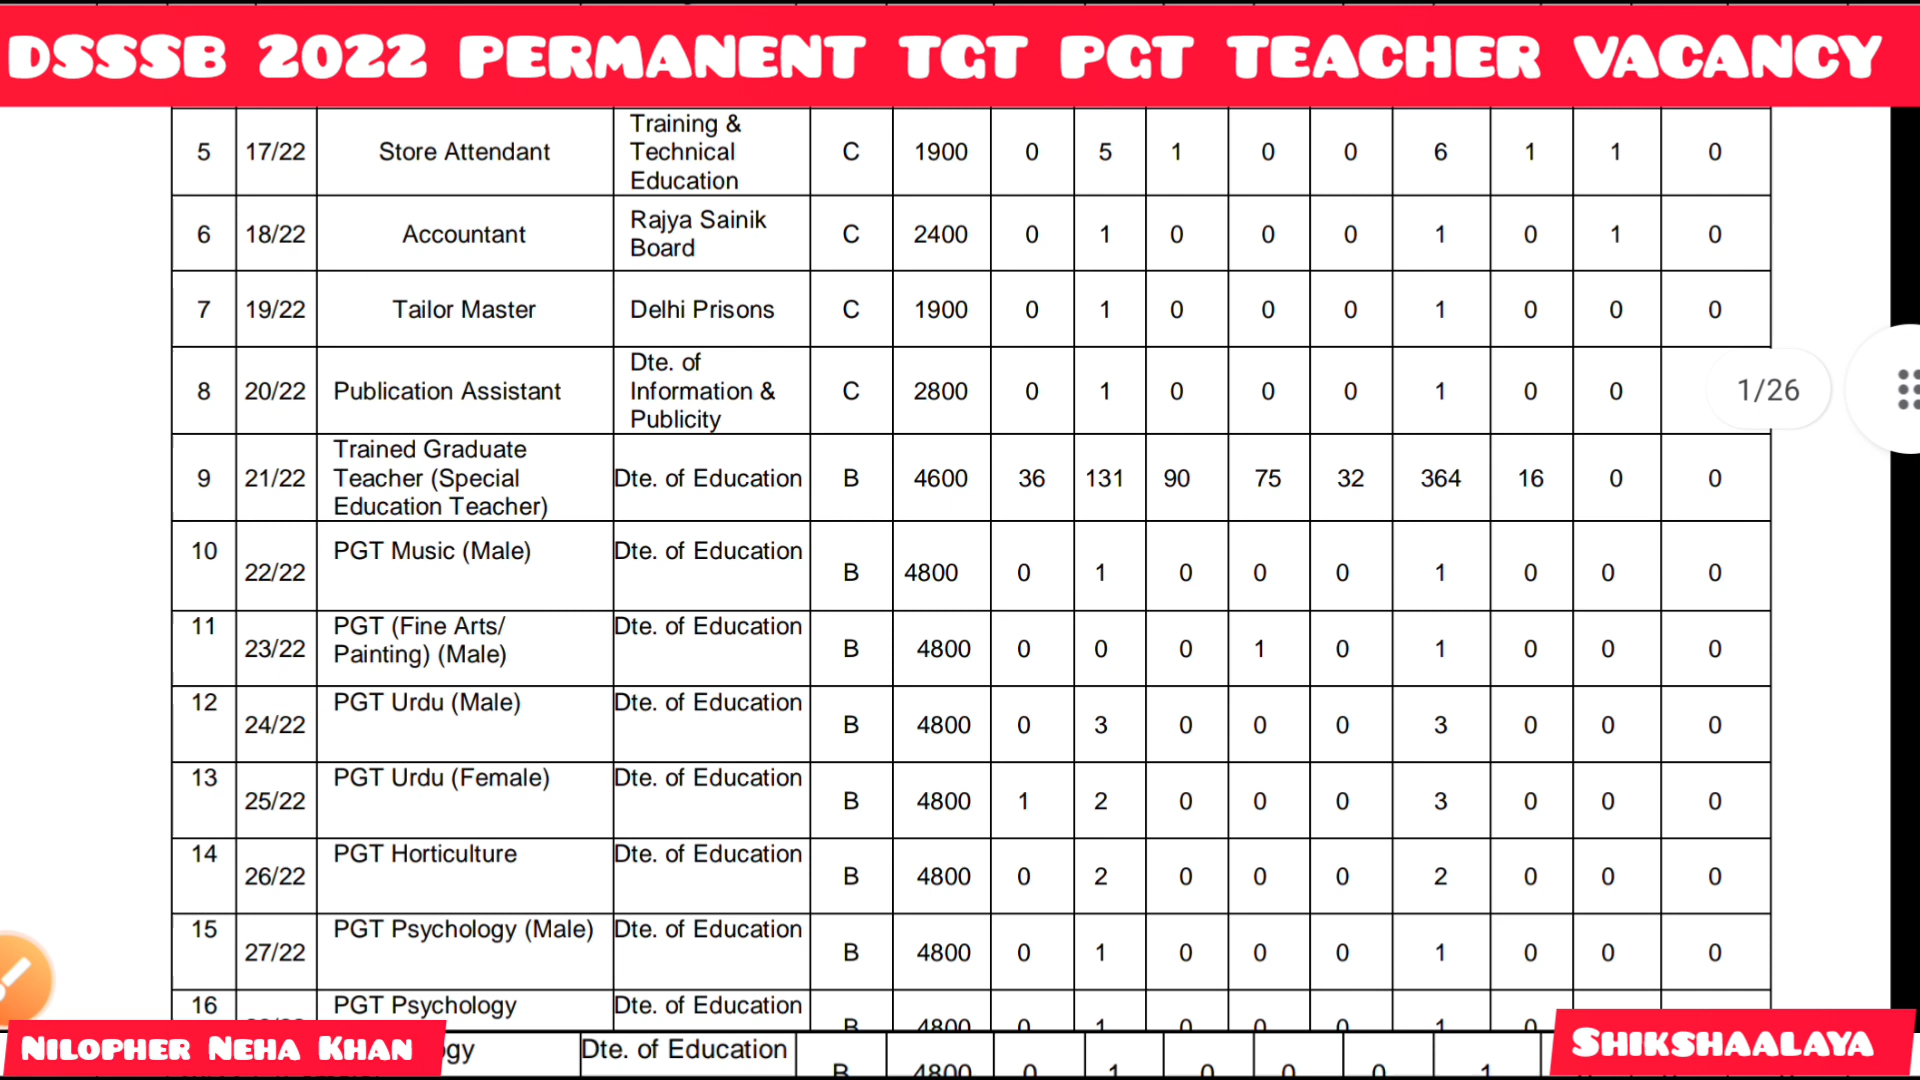 DSSSB 2022 PERMANENT TGT PGT TEACHER VACANCY
5 17/22 Store Attendant Training & Technical Education C 1900 0 5 1 0 0 6 1 1 0
6 18/22 Accountant Rajya Sainik Board C 2400 0 1 0 0 0 1 0 1 0
7 19/22 Tailor Master Delhi Prisons C 1900 0 1 0 0 0 1 0 0 0
8 20/22 Publication Assistant Dte. of Information & Publicity C 2800 0 1 0 0 0 1 0 0
1/26
9 21/22 Trained Graduate Teacher (Special Education Teacher) Dte. of Education B 4600 36 131 90 75 32 364 16 0 0
10 22/22 PGT Music (Male) Dte. of Education B 4800 0 1 0 0 0 1 0 0 0
11 23/22 PGT (Fine Arts/ Painting) (Male) Dte. of Education B 4800 0 0 0 1 0 1 0 0 0
12 24/22 PGT Urdu (Male) Dte. of Education B 4800 0 3 0 0 0 3 0 0 0
13 25/22 PGT Urdu (Female) Dte. of Education B 4800 1 2 0 0 0 3 0 0 0
14 26/22 PGT Horticulture Dte. of Education B 4800 0 2 0 0 0 2 0 0 0
15 27/22 PGT Psychology (Male) Dte. of Education B 4800 0 1 0 0 0 1 0 0 0
16 PGT Psychology Dte. of Education B 4800 0 1 0 0 0 1 0
NILOPHER NEHA KHAN
gy Dte. of Education B 4800 0 1 0 0 0 1
SHIKSHAALAYA